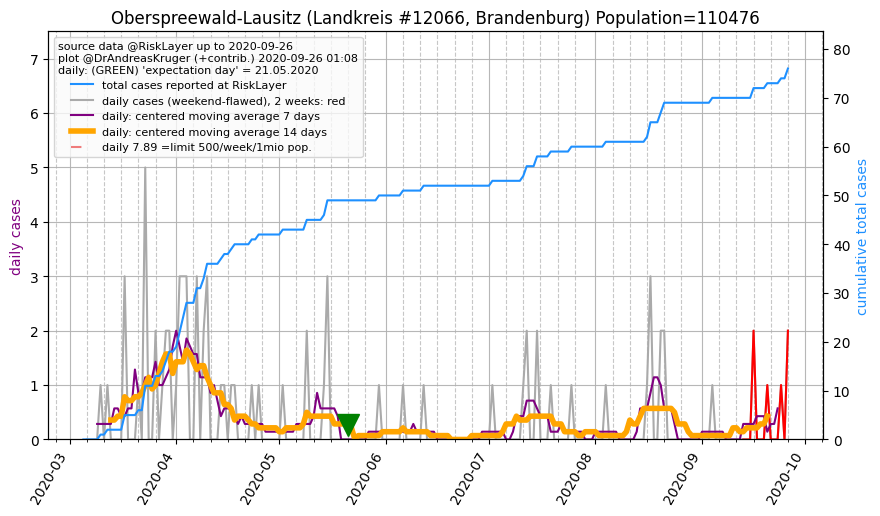 Oberspreewald-Lausitz (Landkreis #12066, Brandenburg) Population=110476
source data @RiskLayer up to 2020-09-26
plot @DrAndreasKruger (+contrib.) 2020-09-26 01:08
daily: (GREEN) 'expectation day' = 21.05.2020
total cases reported at RiskLayer
daily cases (weekend-flawed), 2 weeks: red
daily: centered moving average 7 days
daily: centered moving average 14 days
daily 7.89 =limit 500/week/1mio pop.
daily cases
7
6
5
4
3
2
1
0
cumulative total cases
80
70
60
50
40
30
20
10
0
2020-03
2020-04
2020-05
2020-06
2020-07
2020-08
2020-09
2020-10